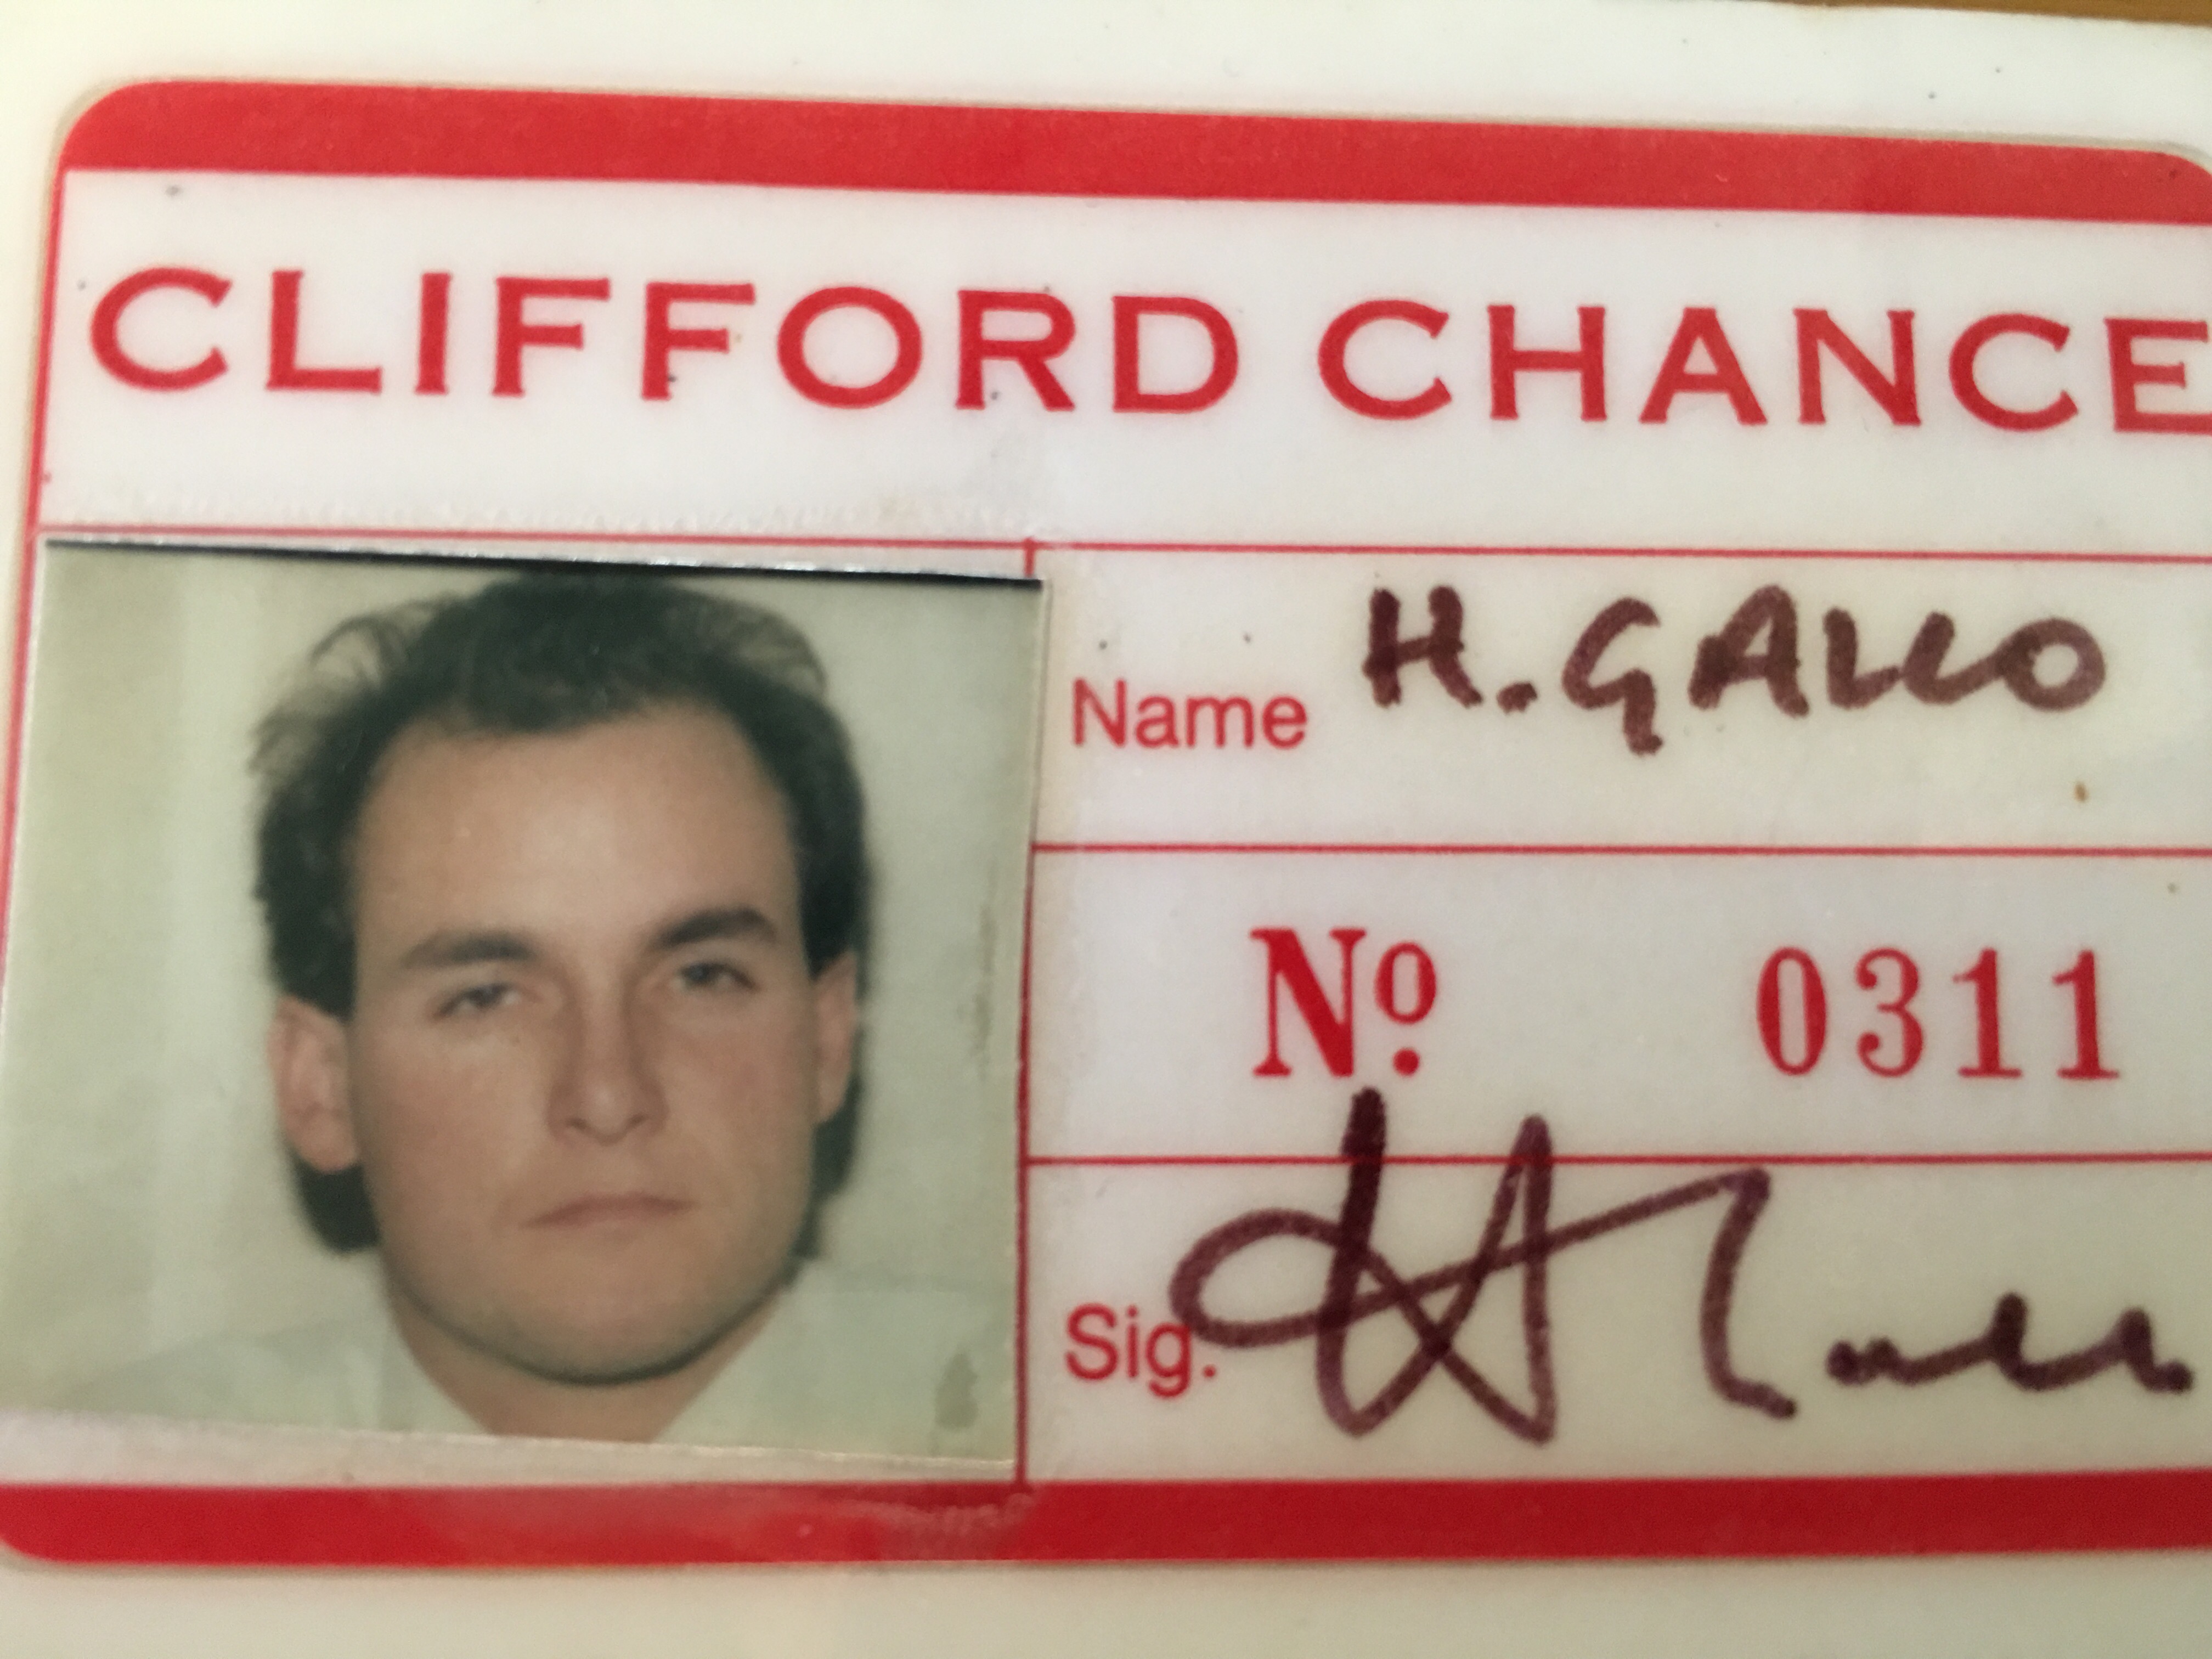 CLIFFORD CHANCE
Name H. GALLO
Nº 0311
Sig.